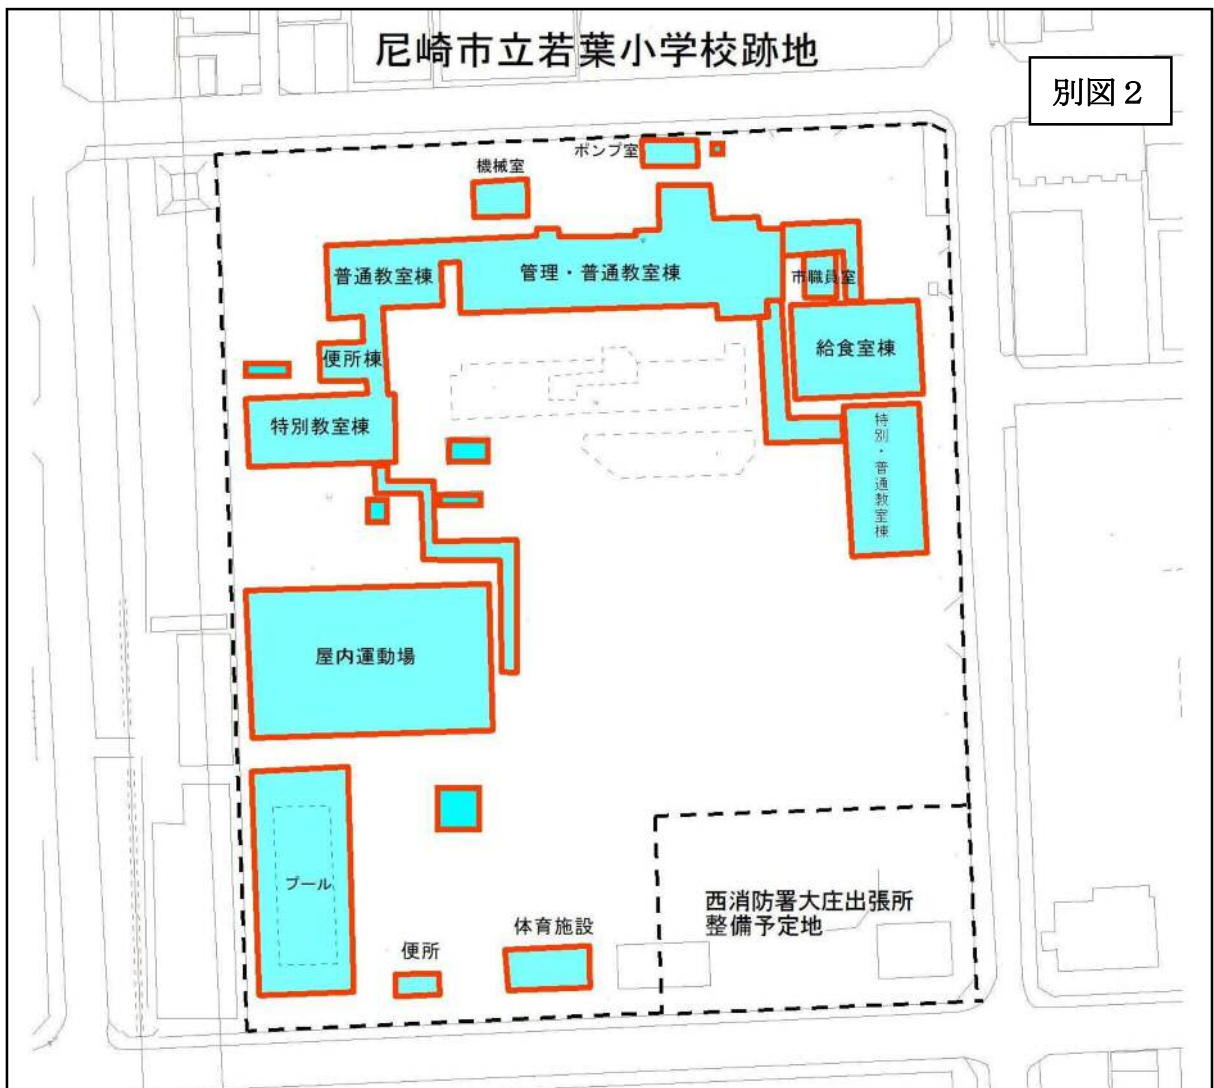 尼崎市立若葉小学校跡地
別図2
ポンプ室
機械室
普通教室棟
管理・普通教室棟
市職員室
便所棟
給食室棟
特別教室棟
特別・普通教室棟
屋内運動場
プール
西消防署大庄出張所
整備予定地
体育施設
便所